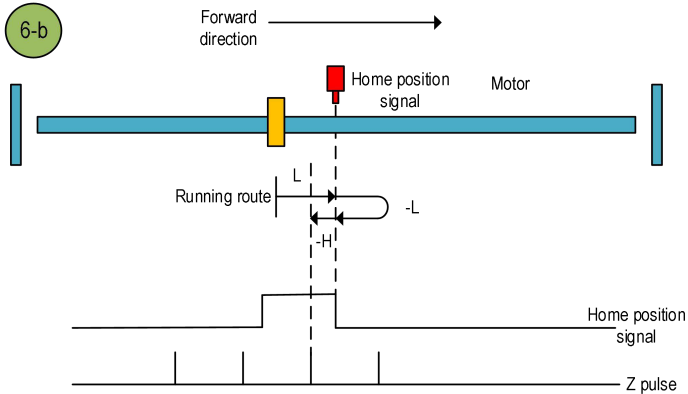 6-b
Forward
direction
Home position
signal
Motor
L
Running route
-L
-H
Home position
signal
Z pulse